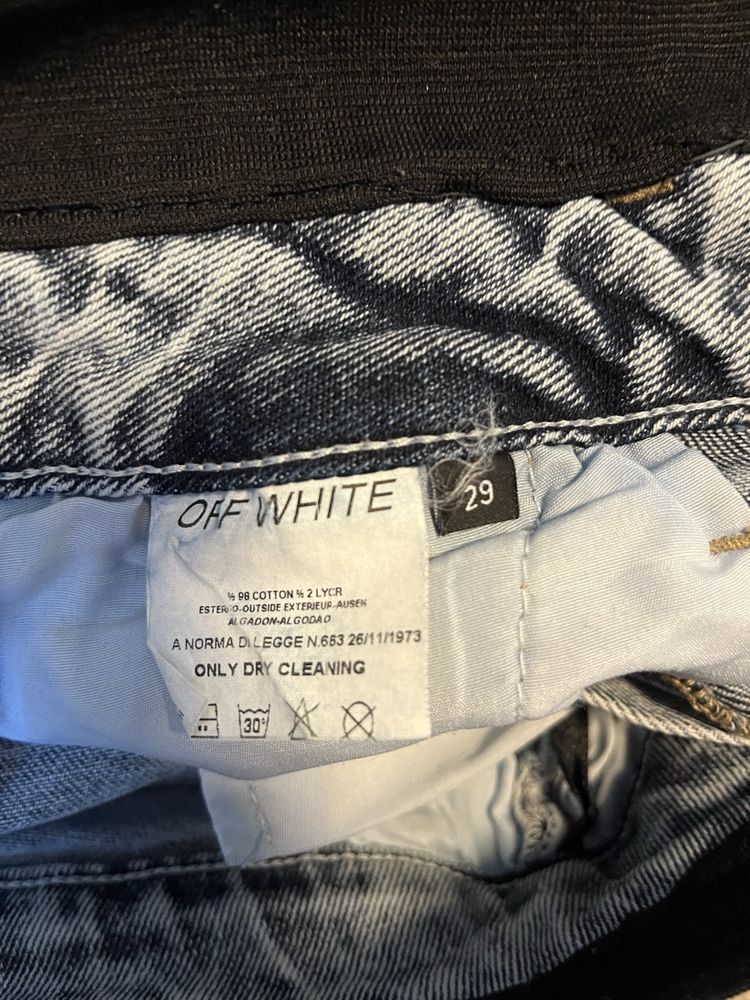 OFF WHITE
29
% 98 COTTON % 2 LYCR
ESTERNO-OUTSIDE EXTERIEUR-AUSEN
ALGADON-ALGODAO
A NORMA DI LEGGE N.683 26/11/1973
ONLY DRY CLEANING
30°